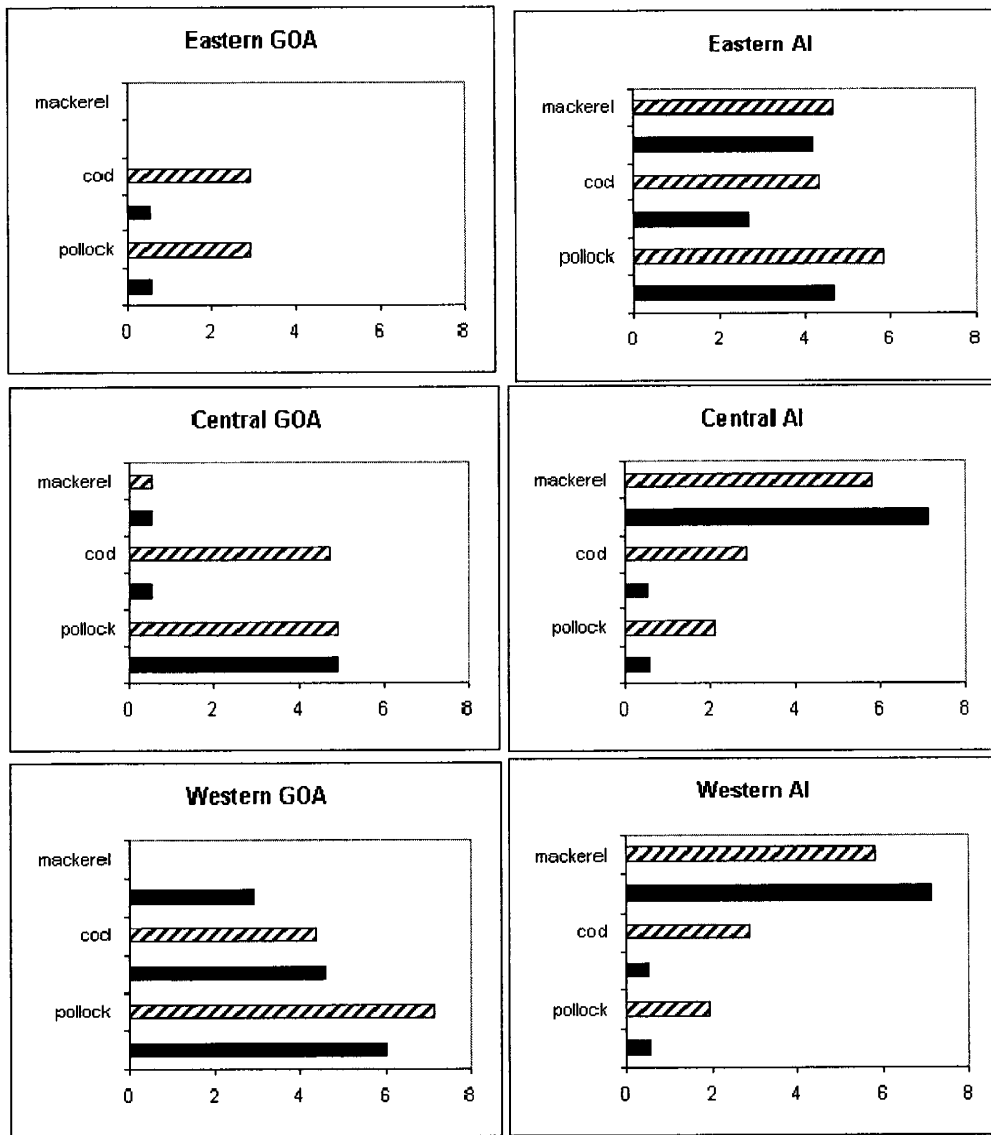 Eastern GOA
mackerel
cod
pollock
0 2 4 6 8
Eastern AI
mackerel
cod
pollock
0 2 4 6 8
Central GOA
mackerel
cod
pollock
0 2 4 6 8
Central AI
mackerel
cod
pollock
0 2 4 6 8
Western GOA
mackerel
cod
pollock
0 2 4 6 8
Western AI
mackerel
cod
pollock
0 2 4 6 8